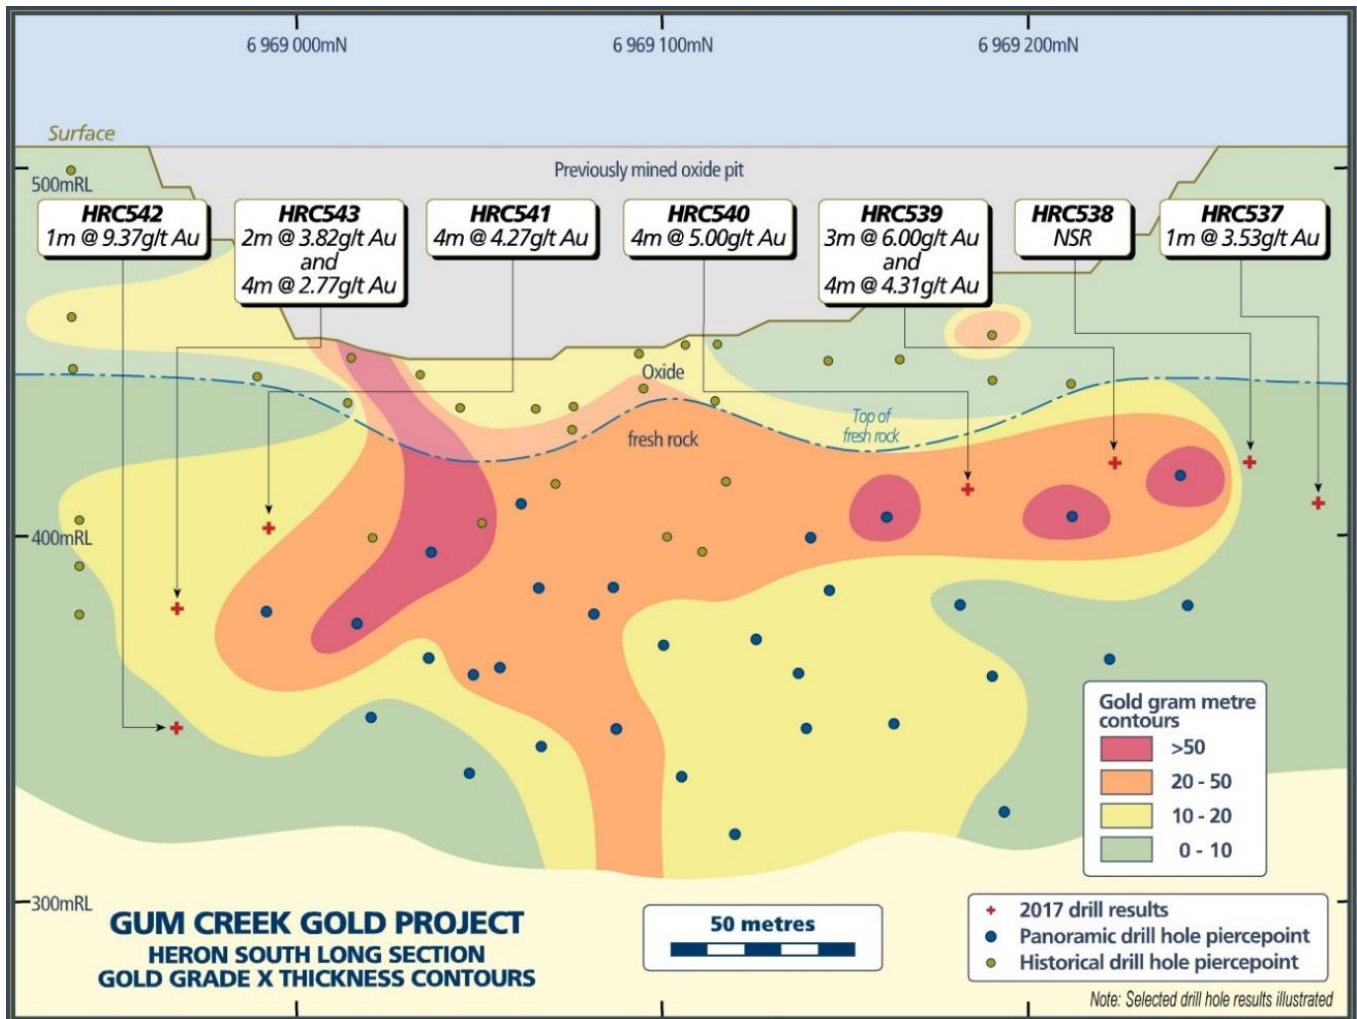 6 969 000mN
6 969 100mN
6 969 200mN
Surface
500mRL
Previously mined oxide pit
HRC542
1m @ 9.37g/t Au
HRC543
2m @ 3.82g/t Au
and
4m @ 2.77g/t Au
HRC541
4m @ 4.27g/t Au
HRC540
4m @ 5.00g/t Au
HRC539
3m @ 6.00g/t Au
and
4m @ 4.31g/t Au
HRC538
NSR
HRC537
1m @ 3.53g/t Au
Oxide
fresh rock
Top of
fresh rock
400mRL
300mRL
Gold gram metre
contours
>50
20 - 50
10 - 20
0 - 10
GUM CREEK GOLD PROJECT
HERON SOUTH LONG SECTION
GOLD GRADE X THICKNESS CONTOURS
50 metres
2017 drill results
Panoramic drill hole piercepoint
Historical drill hole piercepoint
Note: Selected drill hole results illustrated